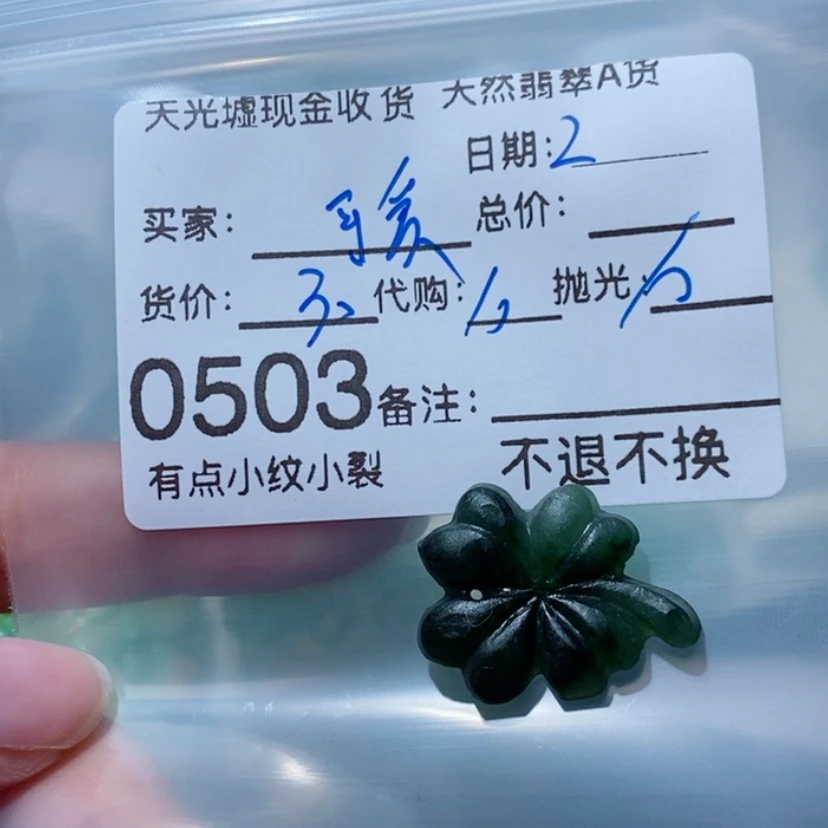 天光墟现金收货 天然翡翠A货
日期:2
买家: 总价:
货价: 代购: 抛光:
0503 备注:
有点小纹小裂 不退不换